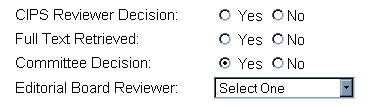 CIPS Reviewer Decision: Yes No
Full Text Retrieved: Yes No
Committee Decision: Yes No
Editorial Board Reviewer: Select One